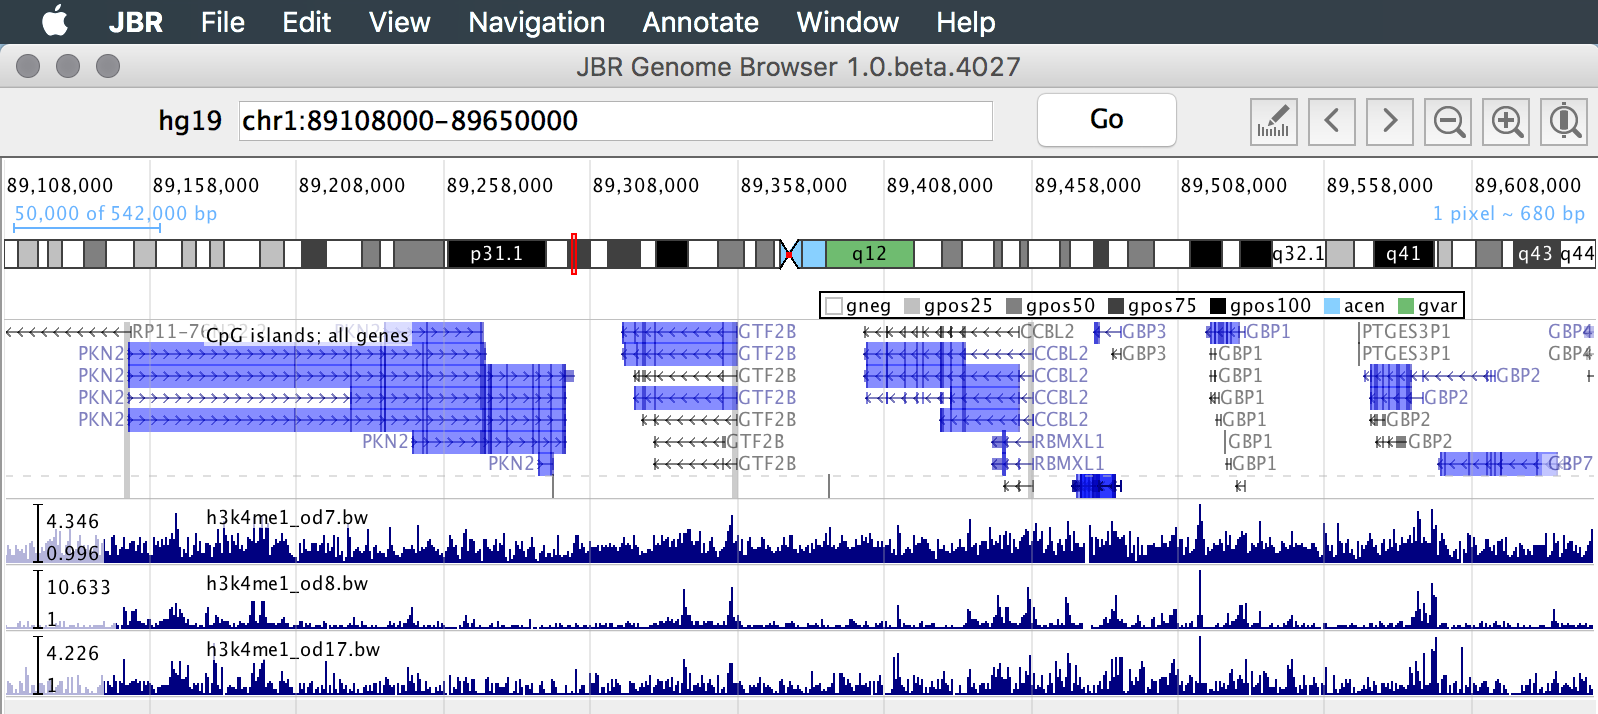 JBR File Edit View Navigation Annotate Window Help
JBR Genome Browser 1.0.beta.4027
hg19 chr1:89108000-89650000 Go
89,108,000 89,158,000 89,208,000 89,258,000 89,308,000 89,358,000 89,408,000 89,458,000 89,508,000 89,558,000 89,608,000
50,000 of 542,000 bp 1 pixel ~ 680 bp
p31.1 q12 q32.1 q41 q43 q44
gneg gpos25 gpos50 gpos75 gpos100 acen gvar
CpG islands; all genes GTF2B CCBL2 GBP3 GBP1 PTGES3P1 GBP4
PKN2 GTF2B CCBL2 GBP3 GBP1 PTGES3P1 GBP4
PKN2 GTF2B CCBL2 GBP1 GBP2
PKN2 GTF2B CCBL2 GBP1 GBP2
PKN2 GTF2B CCBL2 GBP1 GBP2
PKN2 GTF2B RBMXL1 GBP1 GBP2
PKN2 GTF2B RBMXL1 GBP1 GBP7
4.346 h3k4me1_od7.bw
0.996
10.633 h3k4me1_od8.bw
1
4.226 h3k4me1_od17.bw
1